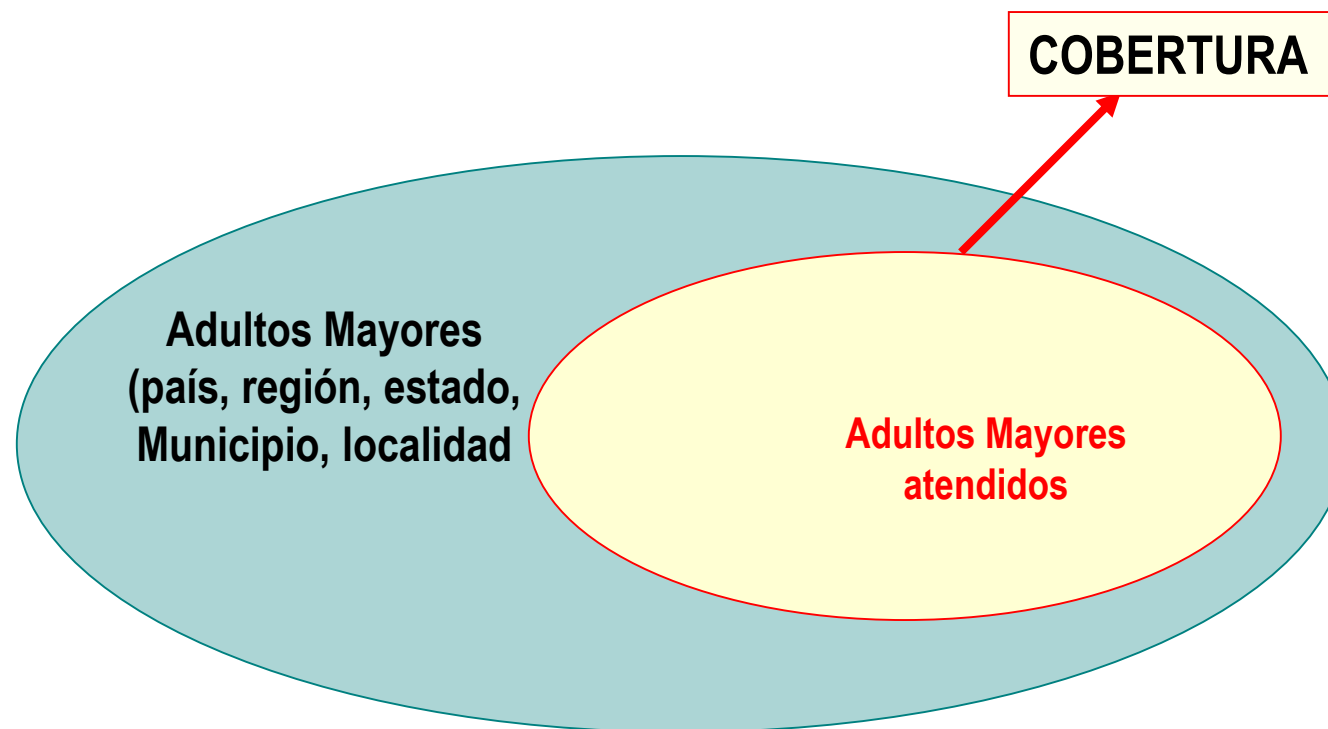 COBERTURA
Adultos Mayores
(país, región, estado,
Municipio, localidad
Adultos Mayores
atendidos